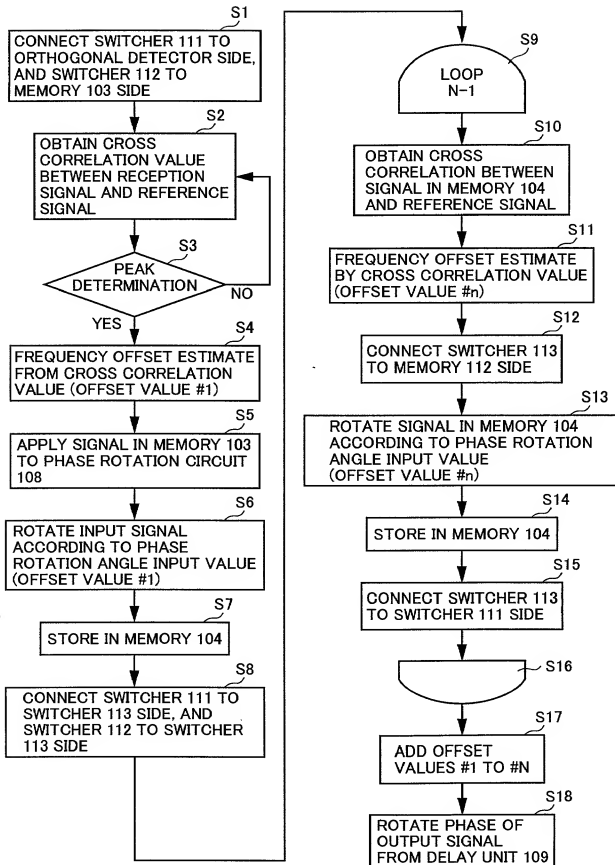 S1
CONNECT SWITCHER 111 TO
ORTHOGONAL DETECTOR SIDE,
AND SWITCHER 112 TO
MEMORY 103 SIDE
S2
OBTAIN CROSS
CORRELATION VALUE
BETWEEN RECEPTION
SIGNAL AND REFERENCE
SIGNAL
S3
PEAK
DETERMINATION
NO
YES
S4
FREQUENCY OFFSET ESTIMATE
FROM CROSS CORRELATION
VALUE (OFFSET VALUE #1)
S5
APPLY SIGNAL IN MEMORY 103
TO PHASE ROTATION CIRCUIT
108
S6
ROTATE INPUT SIGNAL
ACCORDING TO PHASE
ROTATION ANGLE INPUT VALUE
(OFFSET VALUE #1)
S7
STORE IN MEMORY 104
S8
CONNECT SWITCHER 111 TO
SWITCHER 113 SIDE, AND
SWITCHER 112 TO SWITCHER
113 SIDE
S9
LOOP
N-1
S10
OBTAIN CROSS
CORRELATION BETWEEN
SIGNAL IN MEMORY 104
AND REFERENCE SIGNAL
S11
FREQUENCY OFFSET ESTIMATE
BY CROSS CORRELATION VALUE
(OFFSET VALUE #n)
S12
CONNECT SWITCHER 113
TO MEMORY 112 SIDE
S13
ROTATE SIGNAL IN MEMORY 104
ACCORDING TO PHASE ROTATION
ANGLE INPUT VALUE
(OFFSET VALUE #n)
S14
STORE IN MEMORY 104
S15
CONNECT SWITCHER 113
TO SWITCHER 111 SIDE
S16
S17
ADD OFFSET
VALUES #1 TO #N
S18
ROTATE PHASE OF
OUTPUT SIGNAL
FROM DELAY UNIT 109